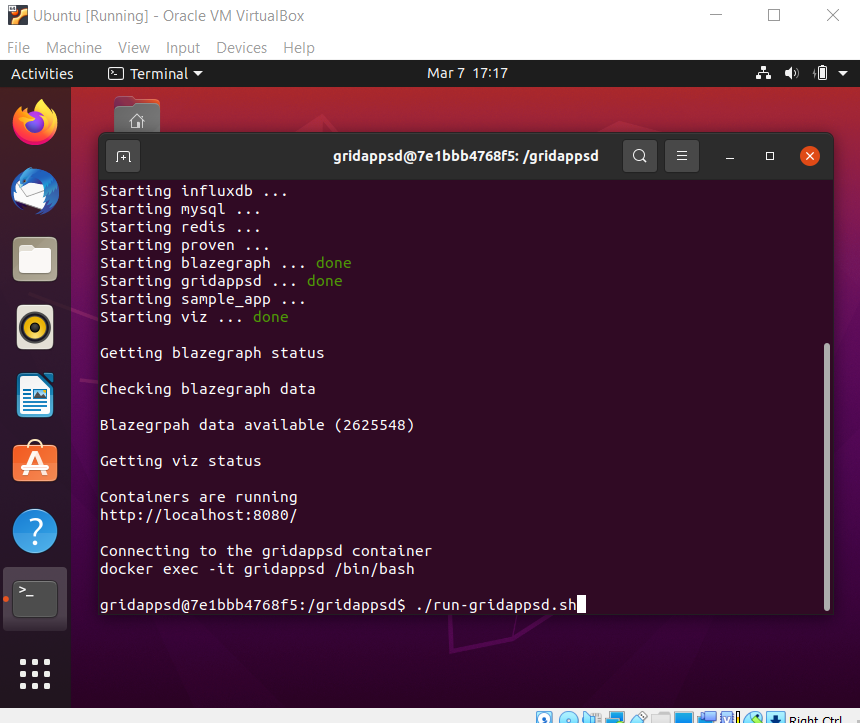 Ubuntu [Running] - Oracle VM VirtualBox
File Machine View Input Devices Help
Activities Terminal Mar 7 17:17
gridappsd@7e1bbb4768f5: /gridappsd
Starting influxdb ...
Starting mysql ...
Starting redis ...
Starting proven ...
Starting blazegraph ... done
Starting gridappsd ... done
Starting sample_app ...
Starting viz ... done
Getting blazegraph status
Checking blazegraph data
Blazegrpah data available (2625548)
Getting viz status
Containers are running
http://localhost:8080/
Connecting to the gridappsd container
docker exec -it gridappsd /bin/bash
gridappsd@7e1bbb4768f5:/gridappsd$ ./run-gridappsd.sh
Right Ctrl